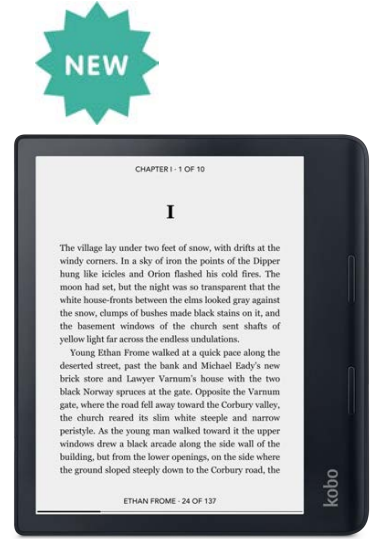 NEW
CHAPTER I - 1 OF 10
I
The village lay under two feet of snow, with drifts at the
windy corners. In a sky of iron the points of the Dipper
hung like icicles and Orion flashed his cold fires. The
moon had set, but the night was so transparent that the
white house-fronts between the elms looked gray against
the snow, clumps of bushes made black stains on it, and
the basement windows of the church sent shafts of
yellow light far across the endless undulations.
Young Ethan Frome walked at a quick pace along the
deserted street, past the bank and Michael Eady's new
brick store and Lawyer Varnum's house with the two
black Norway spruces at the gate. Opposite the Varnum
gate, where the road fell away toward the Corbury valley,
the church reared its slim white steeple and narrow
peristyle. As the young man walked toward it the upper
windows drew a black arcade along the side wall of the
building, but from the lower openings, on the side where
the ground sloped steeply down to the Corbury road, the
ETHAN FROME - 24 OF 137
kobo